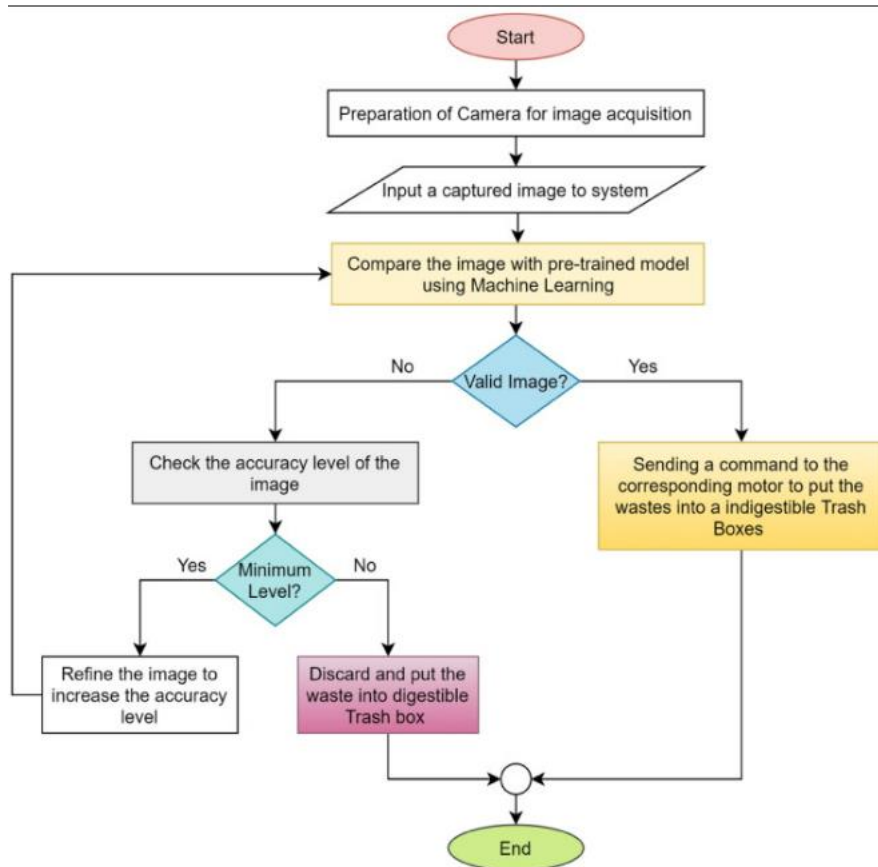 Start
Preparation of Camera for image acquisition
Input a captured image to system
Compare the image with pre-trained model
using Machine Learning
No
Valid Image?
Yes
Check the accuracy level of the
image
Sending a command to the
corresponding motor to put the
wastes into a indigestible Trash
Boxes
Yes
Minimum
Level?
No
Refine the image to
increase the accuracy
level
Discard and put the
waste into digestible
Trash box
End